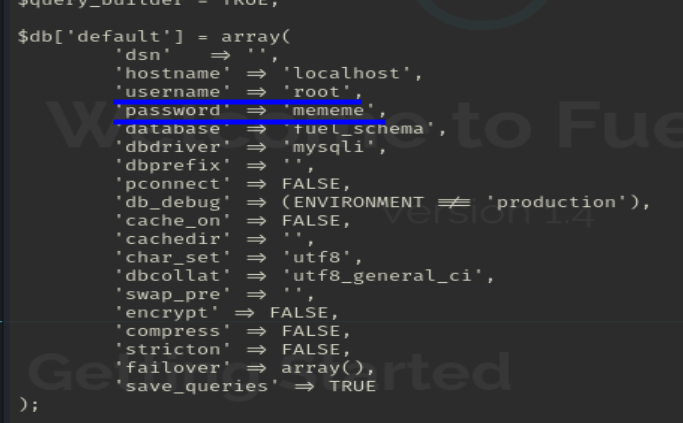 $query_builder = TRUE;
$db['default'] = array(
'dsn' => '',
'hostname' => 'localhost',
'username' => 'root',
'password' => 'mememe',
'database' => 'fuel_schema',
'dbdriver' => 'mysqli',
'dbprefix' => '',
'pconnect' => FALSE,
'db_debug' => (ENVIRONMENT !== 'production'),
'cache_on' => FALSE,
'cachedir' => '',
'char_set' => 'utf8',
'dbcollat' => 'utf8_general_ci',
'swap_pre' => '',
'encrypt' => FALSE,
'compress' => FALSE,
'stricton' => FALSE,
'failover' => array(),
'save_queries' => TRUE
);
to Fue
version 1.4
Getting Started